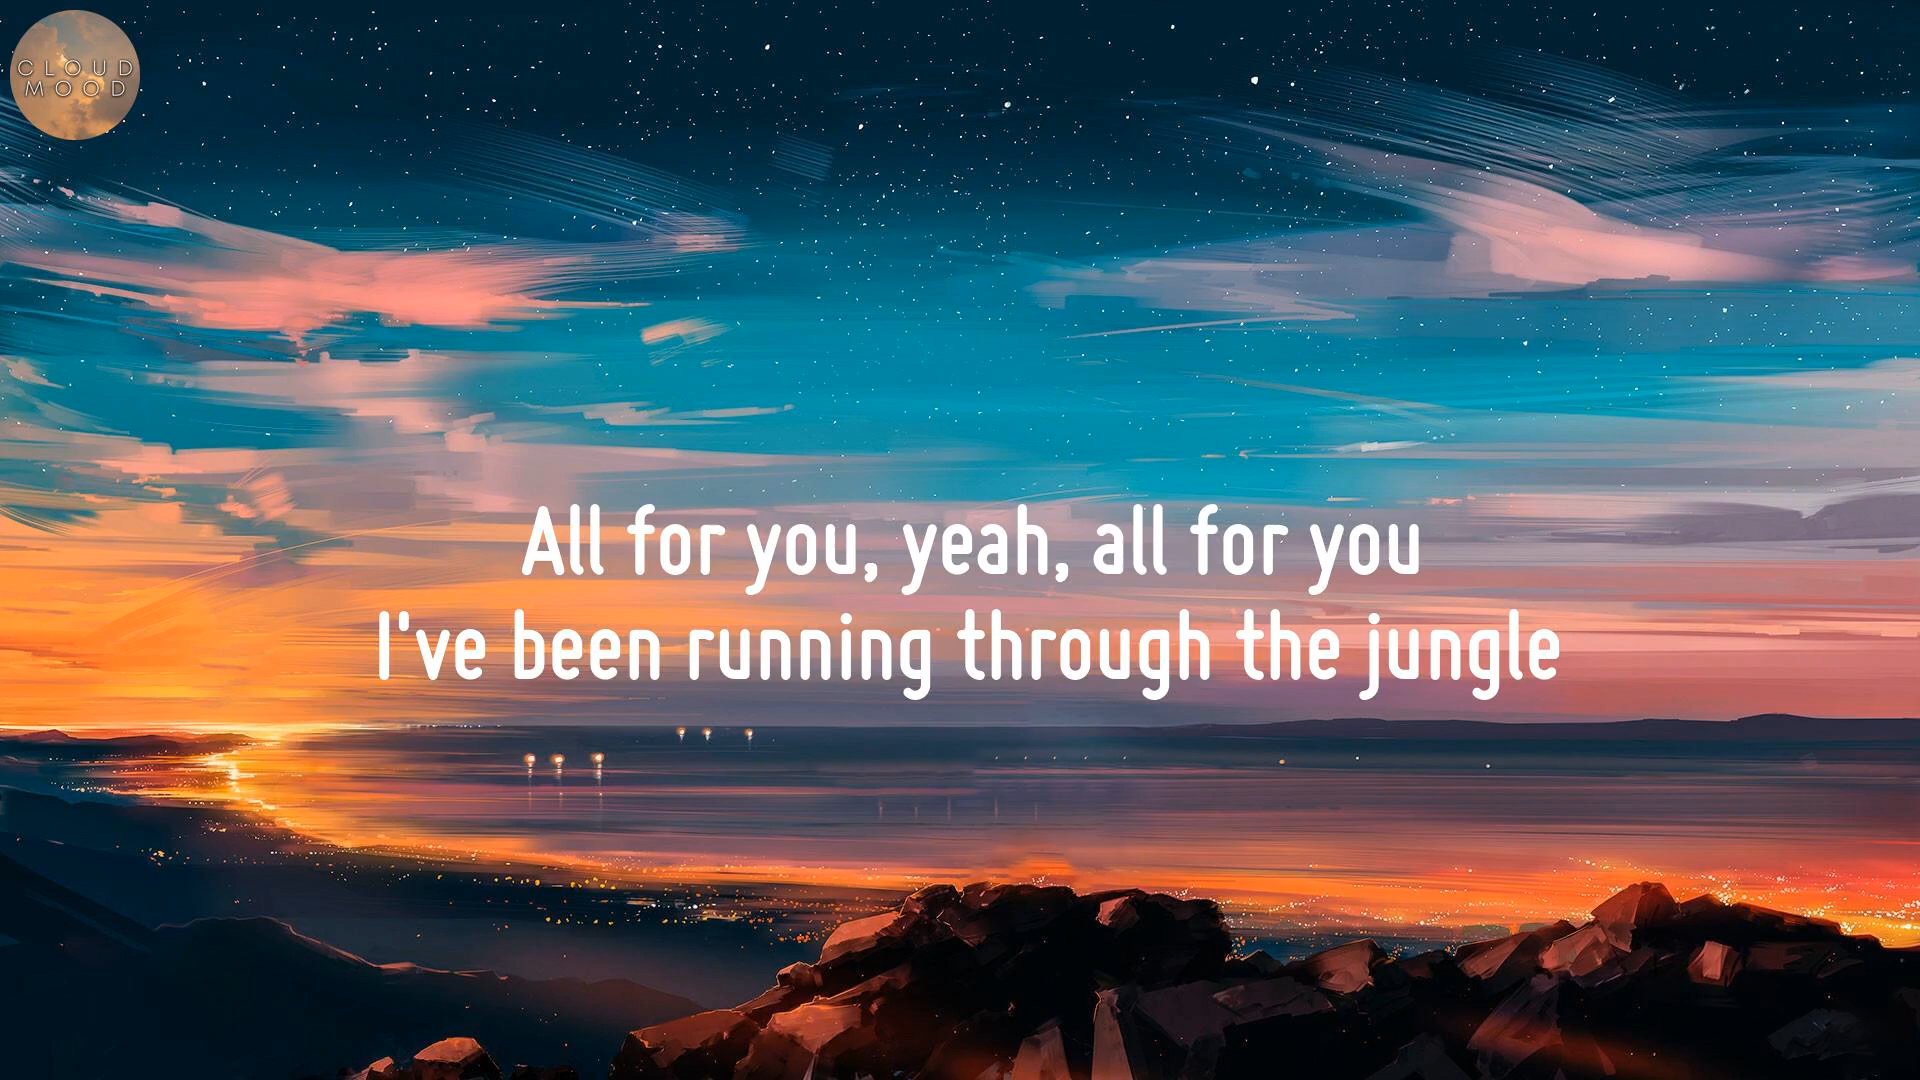 CLOUD
MOOD
All for you, yeah, all for you
I've been running through the jungle